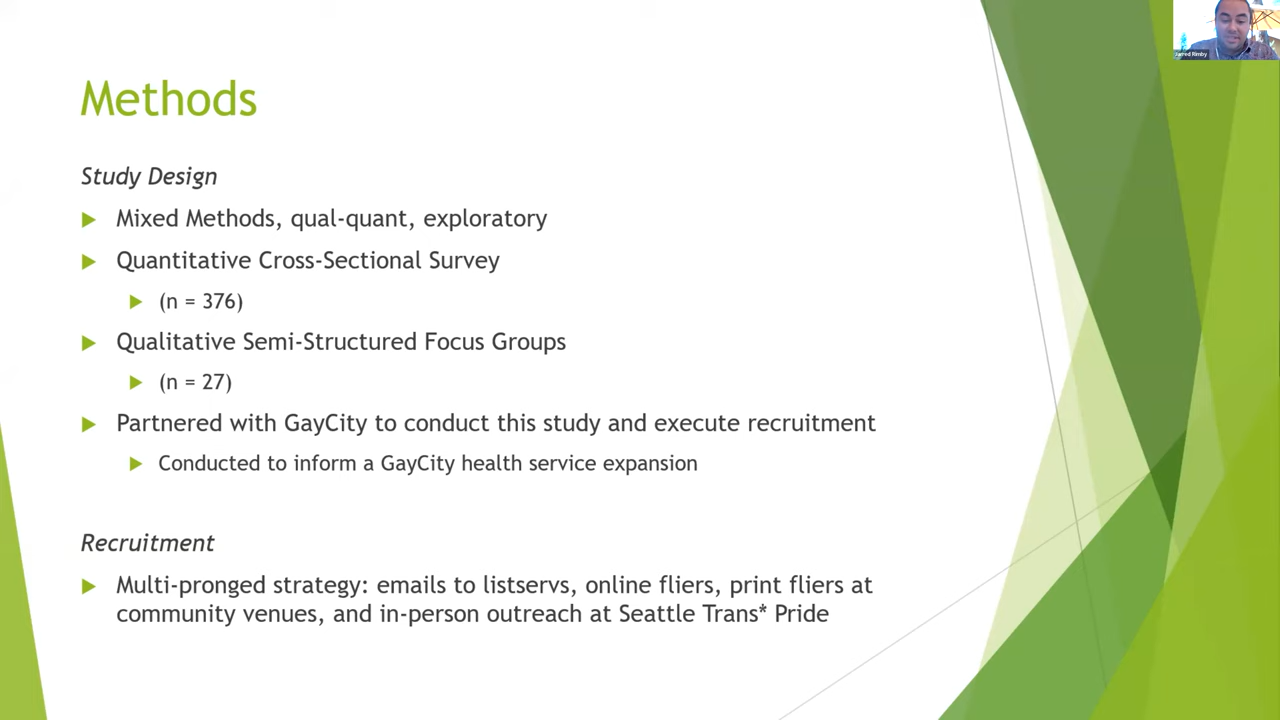 Jarred Rimby
Methods
Study Design
Mixed Methods, qual-quant, exploratory
Quantitative Cross-Sectional Survey
(n = 376)
Qualitative Semi-Structured Focus Groups
(n = 27)
Partnered with GayCity to conduct this study and execute recruitment
Conducted to inform a GayCity health service expansion
Recruitment
Multi-pronged strategy: emails to listservs, online fliers, print fliers at
community venues, and in-person outreach at Seattle Trans* Pride